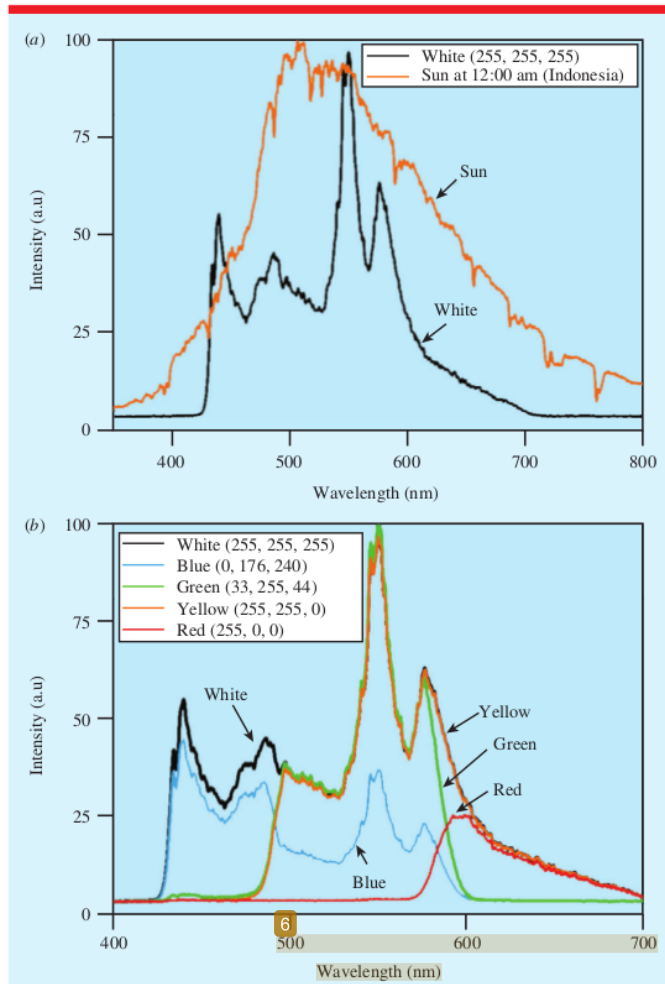 (a)
100
75
50
25
0
Intensity (a.u)
White (255, 255, 255)
Sun at 12:00 am (Indonesia)
Sun
White
400 500 600 700 800
Wavelength (nm)
(b)
100
75
50
25
0
Intensity (a.u)
White (255, 255, 255)
Blue (0, 176, 240)
Green (33, 255, 44)
Yellow (255, 255, 0)
Red (255, 0, 0)
White
Yellow
Green
Red
Blue
6
400 500 600 700
Wavelength (nm)